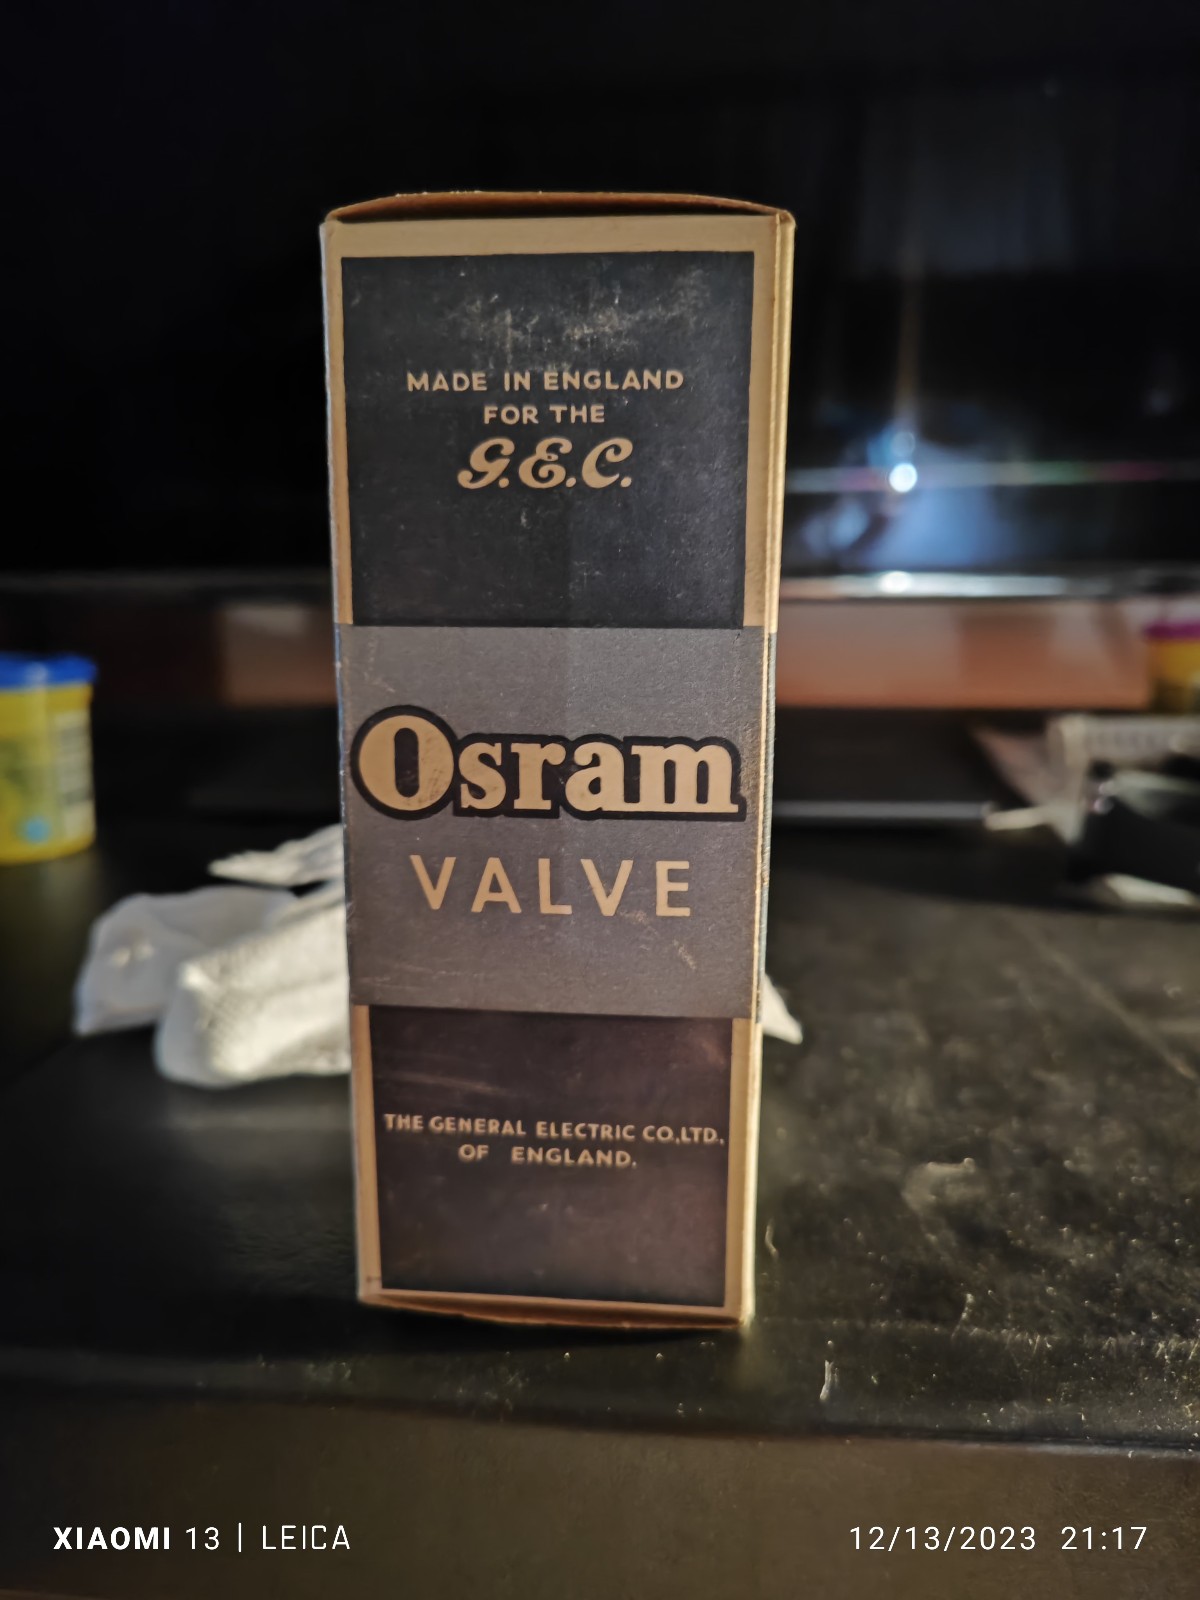 MADE IN ENGLAND
FOR THE
G.E.C.
Osram
VALVE
THE GENERAL ELECTRIC CO.,LTD.,
OF ENGLAND.
XIAOMI 13 | LEICA
12/13/2023 21:17